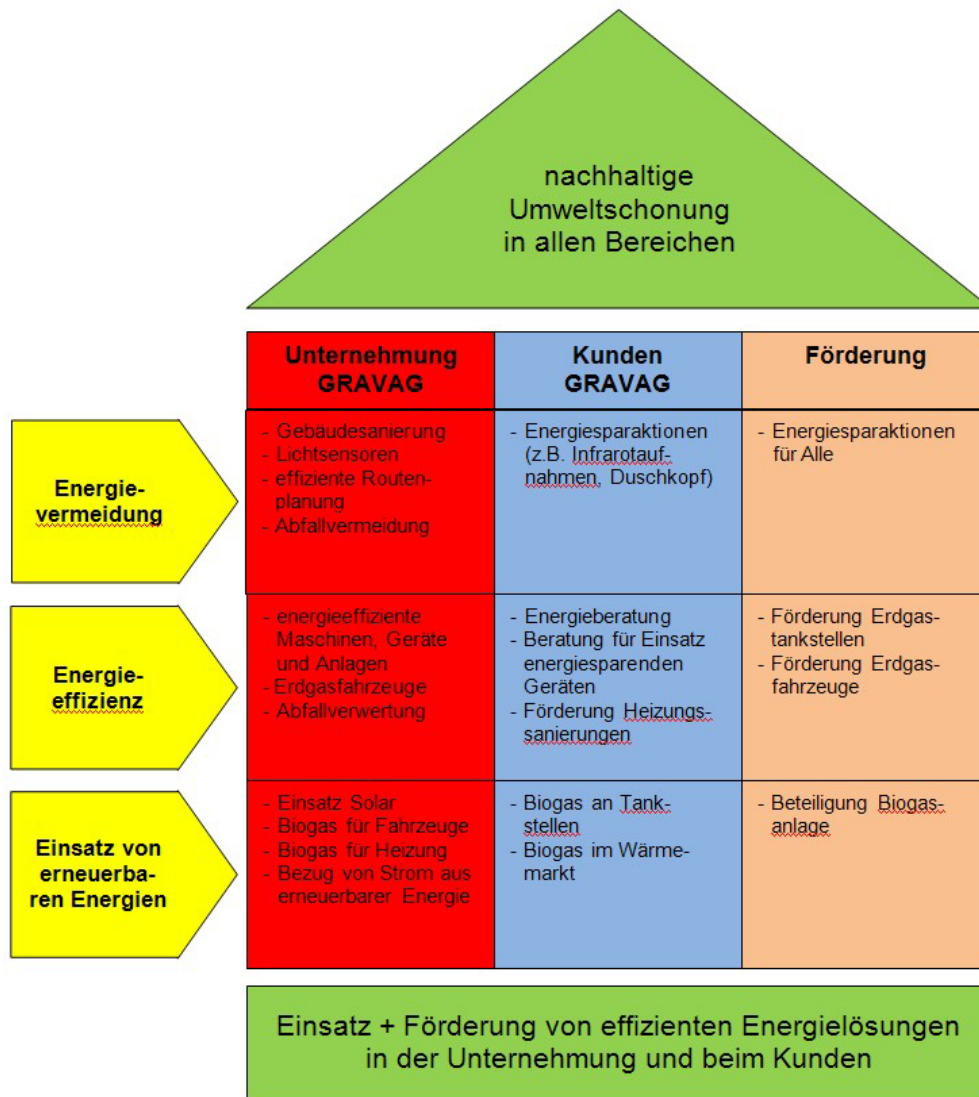 nachhaltige
Umweltschonung
in allen Bereichen
Unternehmung
GRAVAG
Kunden
GRAVAG
Förderung
Energie-
vermeidung
- Gebäudesanierung
- Lichtsensoren
- effiziente Routen-
planung
- Abfallvermeidung
- Energiesparaktionen
(z.B. Infrarotauf-
nahmen, Duschkopf)
- Energiesparaktionen
für Alle
Energie-
effizienz
- energieeffiziente
Maschinen, Geräte
und Anlagen
- Erdgasfahrzeuge
- Abfallverwertung
- Energieberatung
- Beratung für Einsatz
energiesparenden
Geräten
- Förderung Heizungs-
sanierungen
- Förderung Erdgas-
tankstellen
- Förderung Erdgas-
fahrzeuge
Einsatz von
erneuerba-
ren Energien
- Einsatz Solar
- Biogas für Fahrzeuge
- Biogas für Heizung
- Bezug von Strom aus
erneuerbarer Energie
- Biogas an Tank-
stellen
- Biogas im Wärme-
markt
- Beteiligung Biogas-
anlage
Einsatz + Förderung von effizienten Energielösungen
in der Unternehmung und beim Kunden